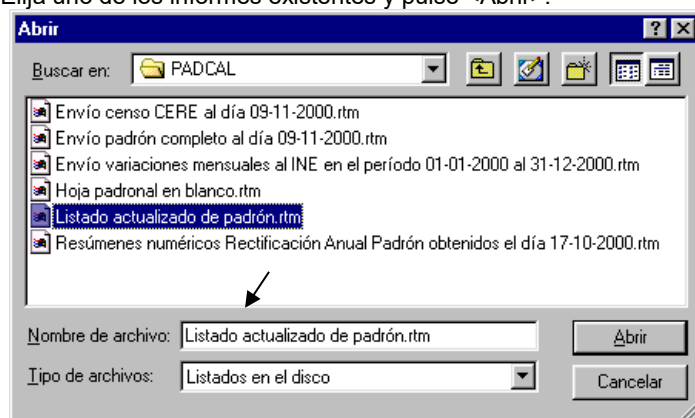 Elija uno de los informes existentes y pulse <Abrir>.
Abrir
Buscar en: PADCAL
Envío censo CERE al día 09-11-2000.rtm
Envío padrón completo al día 09-11-2000.rtm
Envío variaciones mensuales al INE en el período 01-01-2000 al 31-12-2000.rtm
Hoja padronal en blanco.rtm
Listado actualizado de padrón.rtm
Resúmenes numéricos Rectificación Anual Padrón obtenidos el día 17-10-2000.rtm
Nombre de archivo: Listado actualizado de padrón.rtm Abrir
Tipo de archivos: Listados en el disco Cancelar